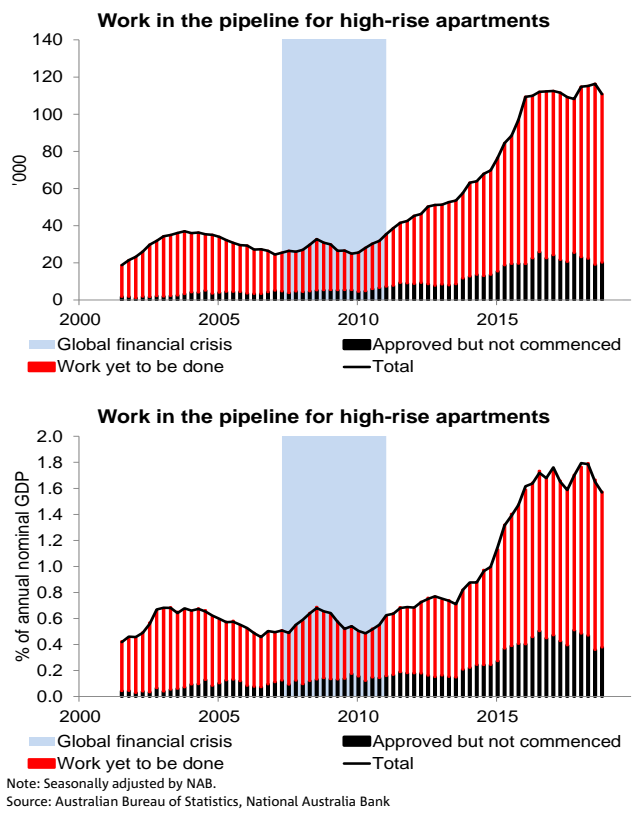 Work in the pipeline for high-rise apartments
140
120
100
80
60
40
20
0
'000
2000 2005 2010 2015
Global financial crisis Approved but not commenced
Work yet to be done Total
Work in the pipeline for high-rise apartments
2.0
1.8
1.6
1.4
1.2
1.0
0.8
0.6
0.4
0.2
0.0
% of annual nominal GDP
2000 2005 2010 2015
Global financial crisis Approved but not commenced
Work yet to be done Total
Note: Seasonally adjusted by NAB.
Source: Australian Bureau of Statistics, National Australia Bank